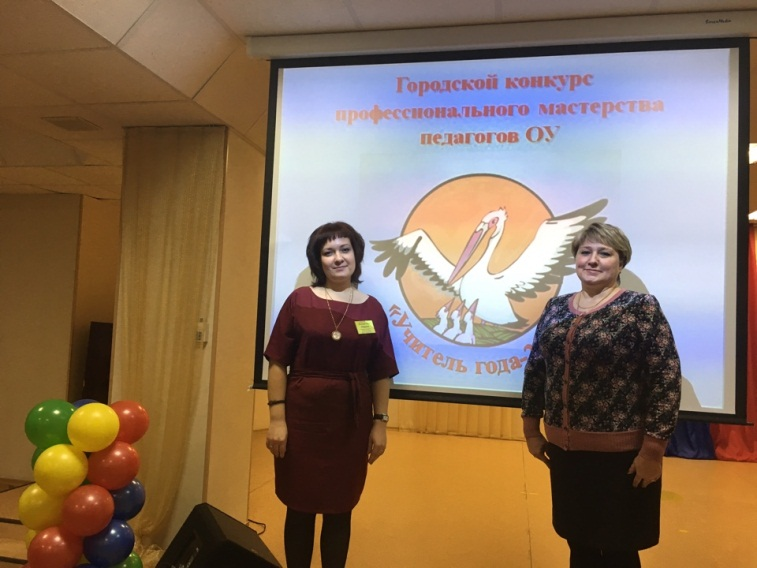 Городской конкурс
профессионального мастерства
педагогов ОУ
«Учитель года-